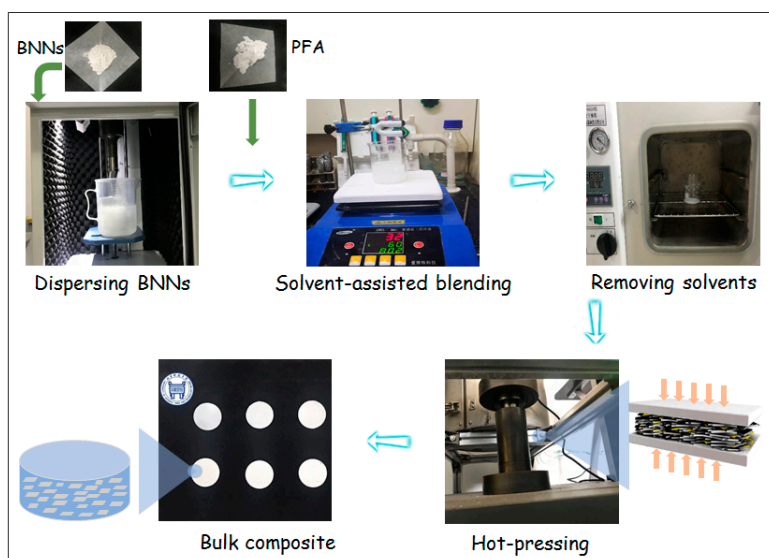 BNNs
PFA
Dispersing BNNs
Solvent-assisted blending
Removing solvents
Bulk composite
Hot-pressing